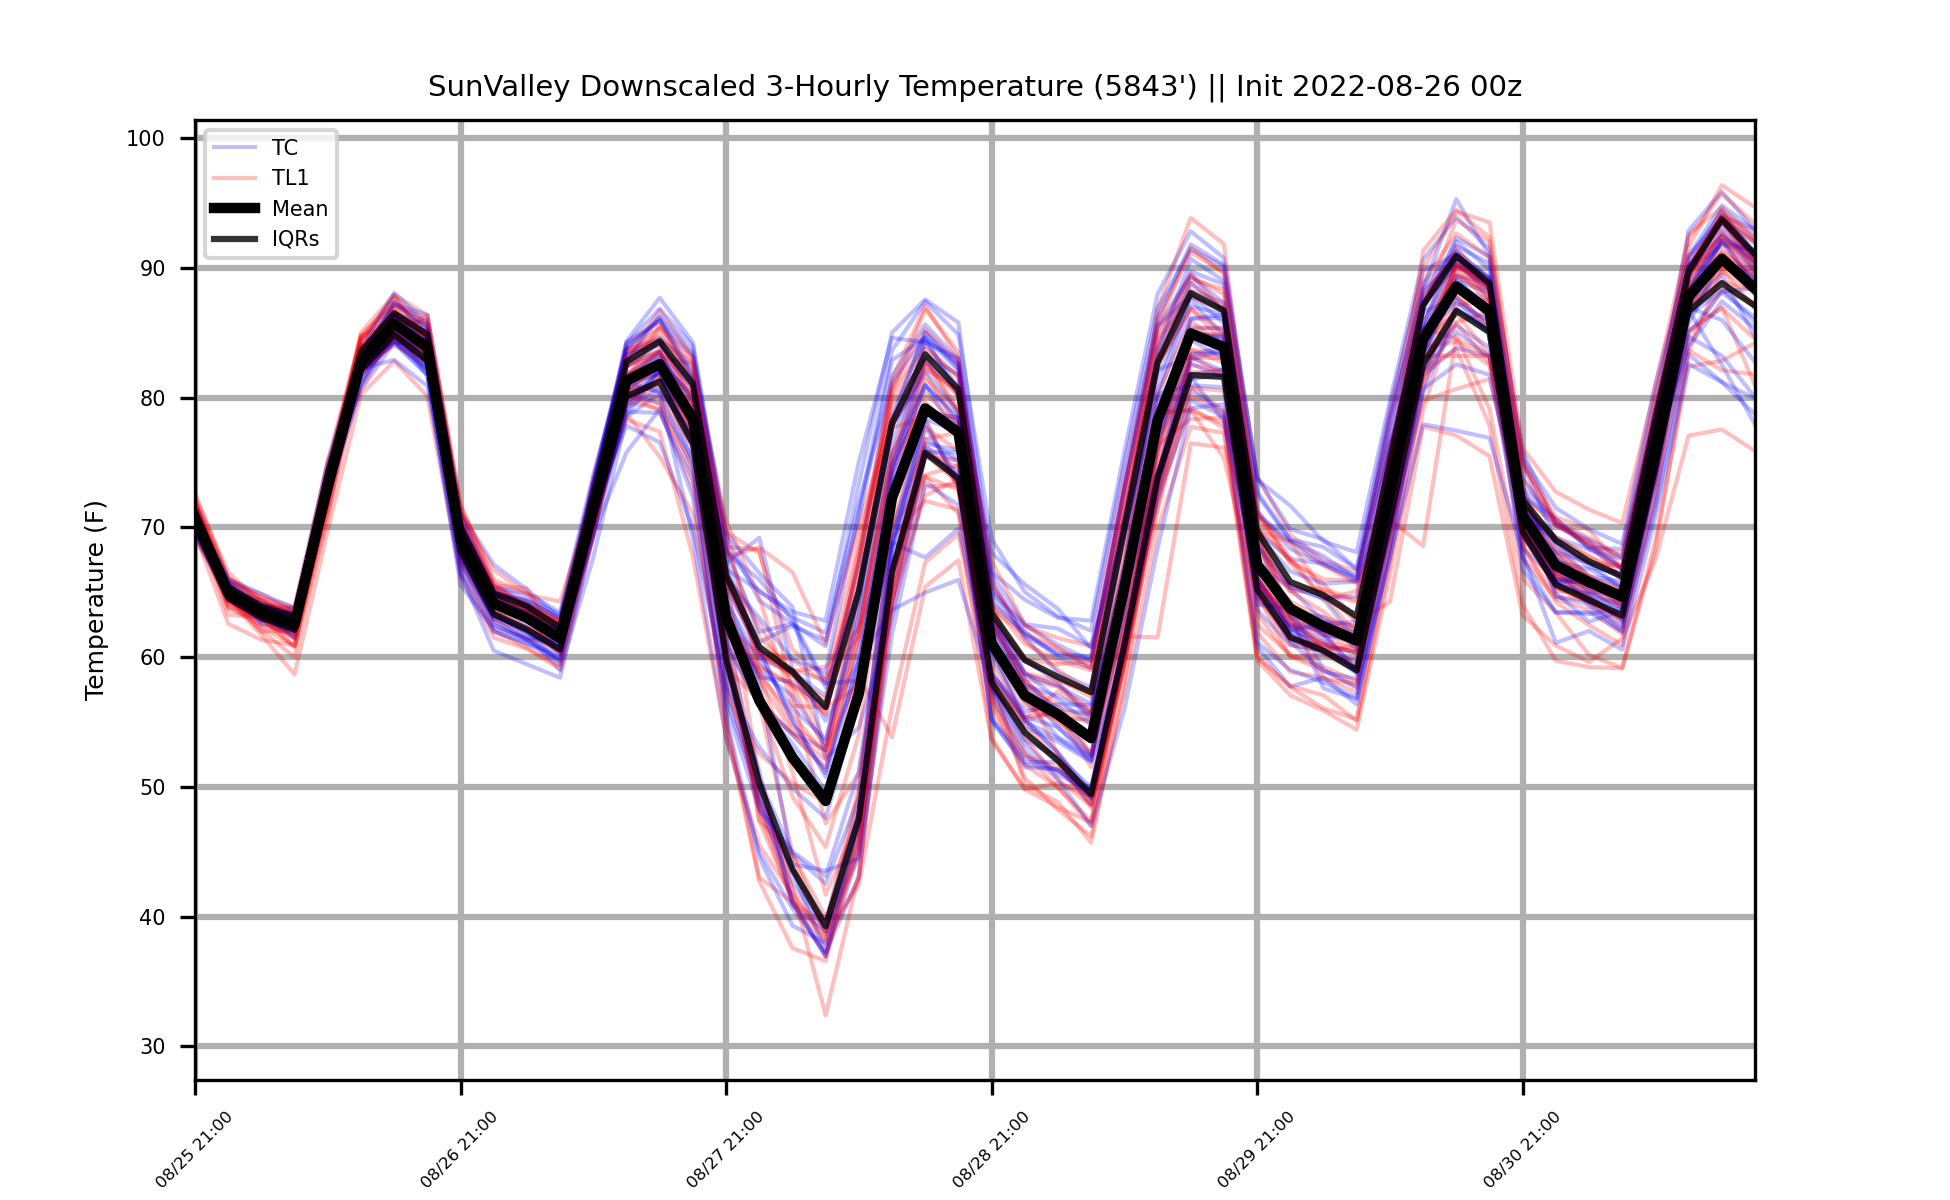 SunValley Downscaled 3-Hourly Temperature (5843') || Init 2022-08-26 00z
TC
TL1
Mean
IQRs
Temperature (F)
100
90
80
70
60
50
40
30
08/25 21:00
08/26 21:00
08/27 21:00
08/28 21:00
08/29 21:00
08/30 21:00